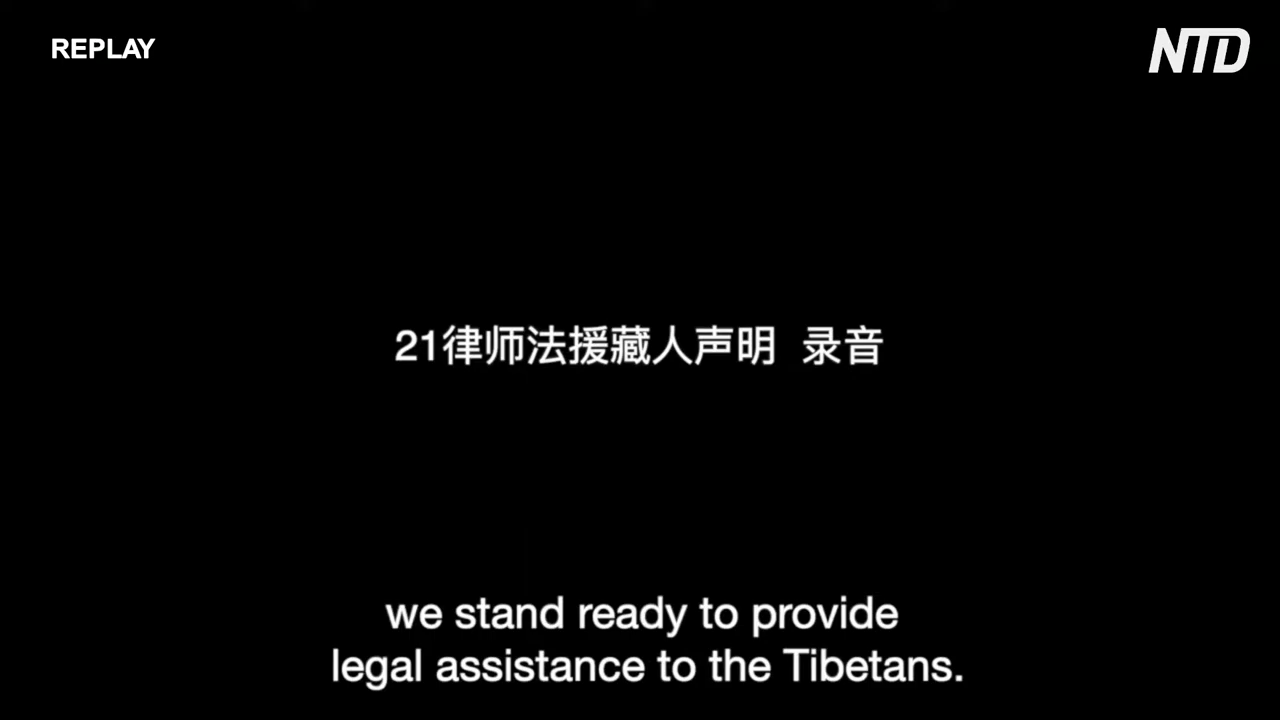 REPLAY
NTD
21律师法援藏人声明 录音
we stand ready to provide
legal assistance to the Tibetans.